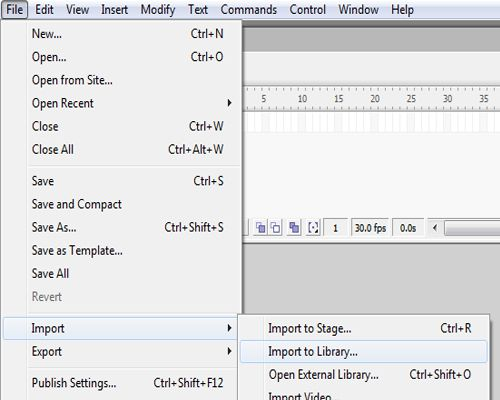 File Edit View Insert Modify Text Commands Control Window Help
New... Ctrl+N
Open... Ctrl+O
Open from Site...
Open Recent
Close Ctrl+W
Close All Ctrl+Alt+W
Save Ctrl+S
Save and Compact
Save As... Ctrl+Shift+S
Save as Template...
Save All
Revert
Import
Export
Publish Settings... Ctrl+Shift+F12
5 10 15 20 25 30 35
1 30.0 fps 0.0s
Import to Stage... Ctrl+R
Import to Library...
Open External Library... Ctrl+Shift+O
Import Video...